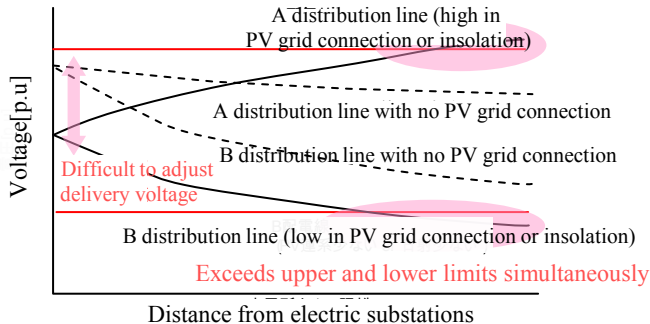 A distribution line (high in
PV grid connection or insolation)
A distribution line with no PV grid connection
B distribution line with no PV grid connection
Difficult to adjust
delivery voltage
B distribution line (low in PV grid connection or insolation)
Exceeds upper and lower limits simultaneously
Voltage[p.u]
Distance from electric substations